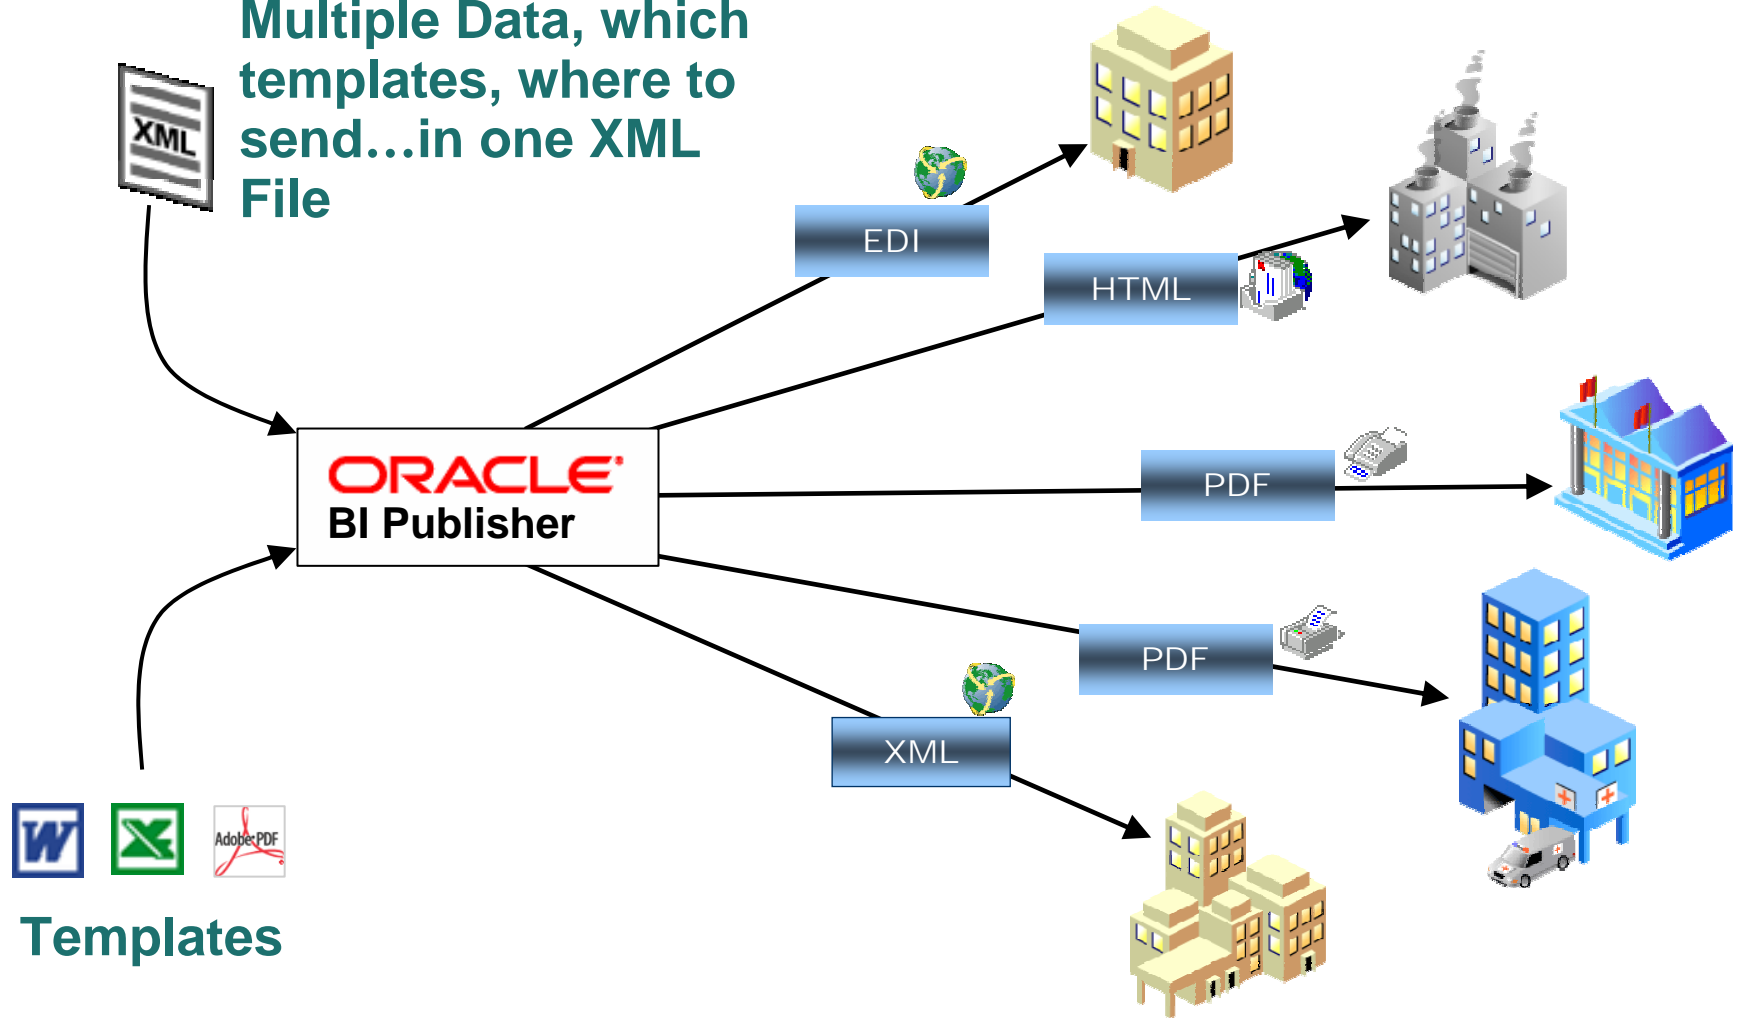 Multiple Data, which
templates, where to
send...in one XML
File
XML
EDI
HTML
ORACLE
BI Publisher
PDF
PDF
XML
Adobe PDF
Templates